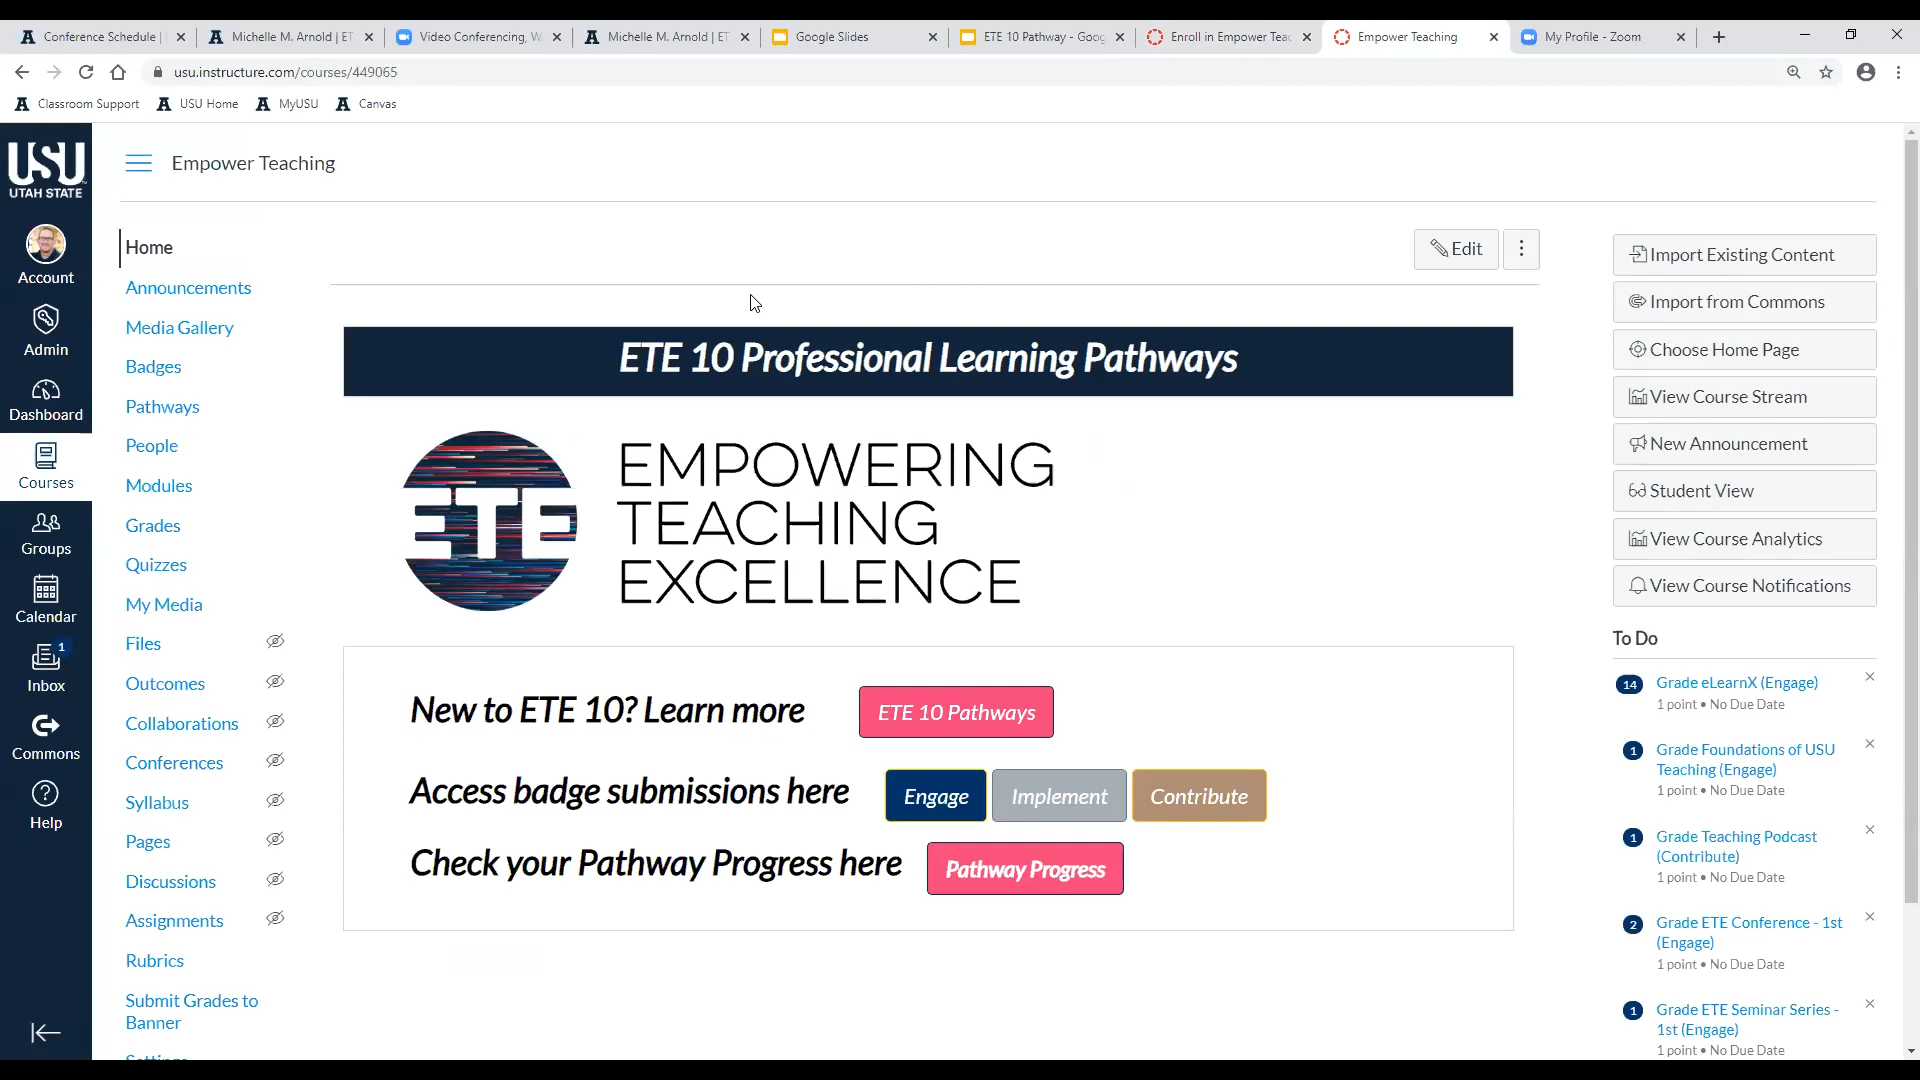 Conference Schedule |
Michelle M. Arnold | ET
Video Conferencing, W
Michelle M. Arnold | ET
Google Slides
ETE 10 Pathway - Goog
Enroll in Empower Teac
Empower Teaching
My Profile - Zoom
usu.instructure.com/courses/449065
Classroom Support
USU Home
MyUSU
Canvas
USU
UTAH STATE
Account
Admin
Dashboard
Courses
Groups
Calendar
1
Inbox
Commons
Help
Empower Teaching
Home
Announcements
Media Gallery
Badges
Pathways
People
Modules
Grades
Quizzes
My Media
Files
Outcomes
Collaborations
Conferences
Syllabus
Pages
Discussions
Assignments
Rubrics
Submit Grades to
Banner
Settings
Edit
ETE 10 Professional Learning Pathways
ETE
EMPOWERING
TEACHING
EXCELLENCE
New to ETE 10? Learn more
ETE 10 Pathways
Access badge submissions here
Engage
Implement
Contribute
Check your Pathway Progress here
Pathway Progress
Import Existing Content
Import from Commons
Choose Home Page
View Course Stream
New Announcement
Student View
View Course Analytics
View Course Notifications
To Do
14
Grade eLearnX (Engage)
1 point • No Due Date
1
Grade Foundations of USU
Teaching (Engage)
1 point • No Due Date
1
Grade Teaching Podcast
(Contribute)
1 point • No Due Date
2
Grade ETE Conference - 1st
(Engage)
1 point • No Due Date
1
Grade ETE Seminar Series -
1st (Engage)
1 point • No Due Date